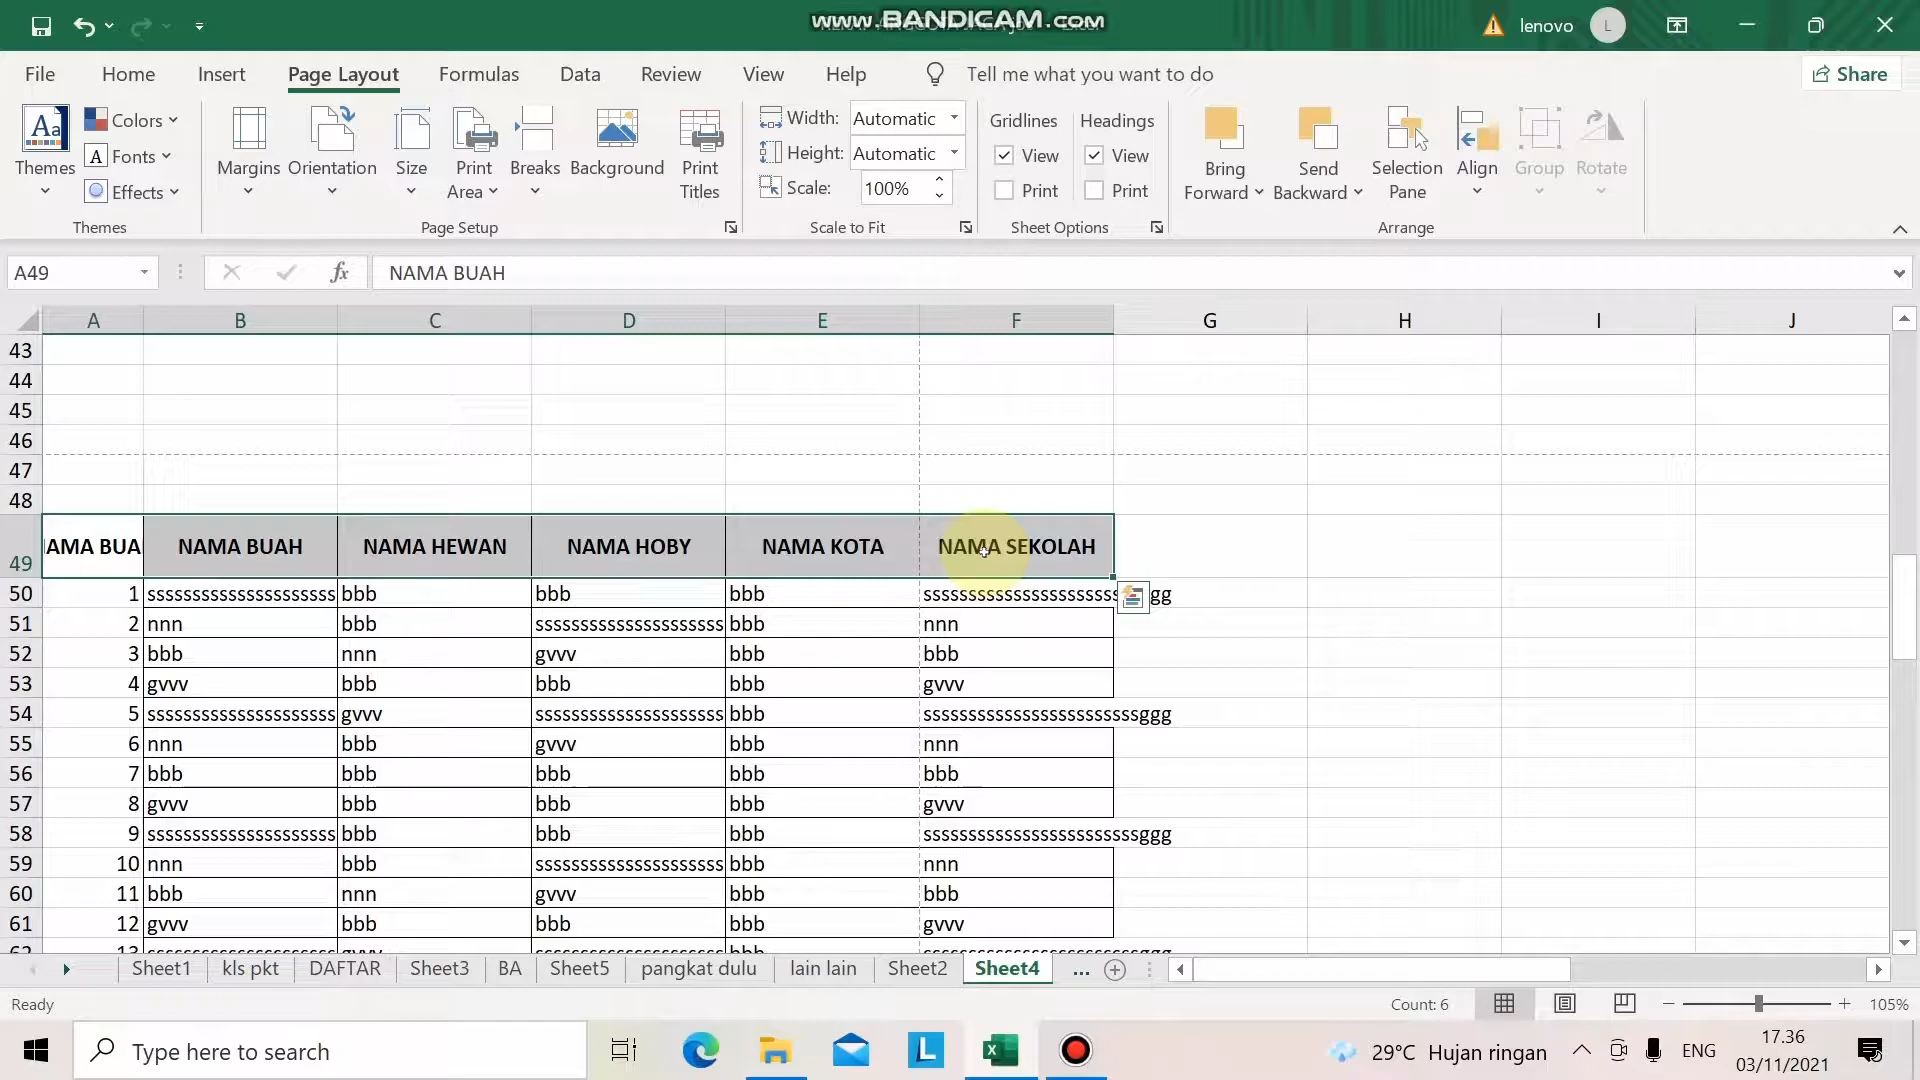 www.BANDICAM.com
lenovo L
File Home Insert Page Layout Formulas Data Review View Help Tell me what you want to do Share
Themes Colors Fonts Effects
Margins Orientation Size Print Area Breaks Background Print Titles
Width: Automatic
Height: Automatic
Scale: 100%
Gridlines Headings
View View
Print Print
Bring Forward Send Backward Selection Pane Align Group Rotate
Themes Page Setup Scale to Fit Sheet Options Arrange
A49 fx NAMA BUAH
A B C D E F G H I J
43
44
45
46
47
48
49 AMA BUA NAMA BUAH NAMA HEWAN NAMA HOBY NAMA KOTA NAMA SEKOLAH
50 1 sssssssssssssssssssss bbb bbb bbb ssssssssssssssssssssss gg
51 2 nnn bbb sssssssssssssssssssss bbb nnn
52 3 bbb nnn gvvv bbb bbb
53 4 gvvv bbb bbb bbb gvvv
54 5 sssssssssssssssssssss gvvv sssssssssssssssssssss bbb ssssssssssssssssssssssssggg
55 6 nnn bbb gvvv bbb nnn
56 7 bbb bbb bbb bbb bbb
57 8 gvvv bbb bbb bbb gvvv
58 9 sssssssssssssssssssss bbb bbb bbb ssssssssssssssssssssssssggg
59 10 nnn bbb sssssssssssssssssssss bbb nnn
60 11 bbb nnn gvvv bbb bbb
61 12 gvvv bbb bbb bbb gvvv
Sheet1 kls pkt DAFTAR Sheet3 BA Sheet5 pangkat dulu lain lain Sheet2 Sheet4 ...
Ready Count: 6 105%
Type here to search 29°C Hujan ringan ENG 17.36
03/11/2021